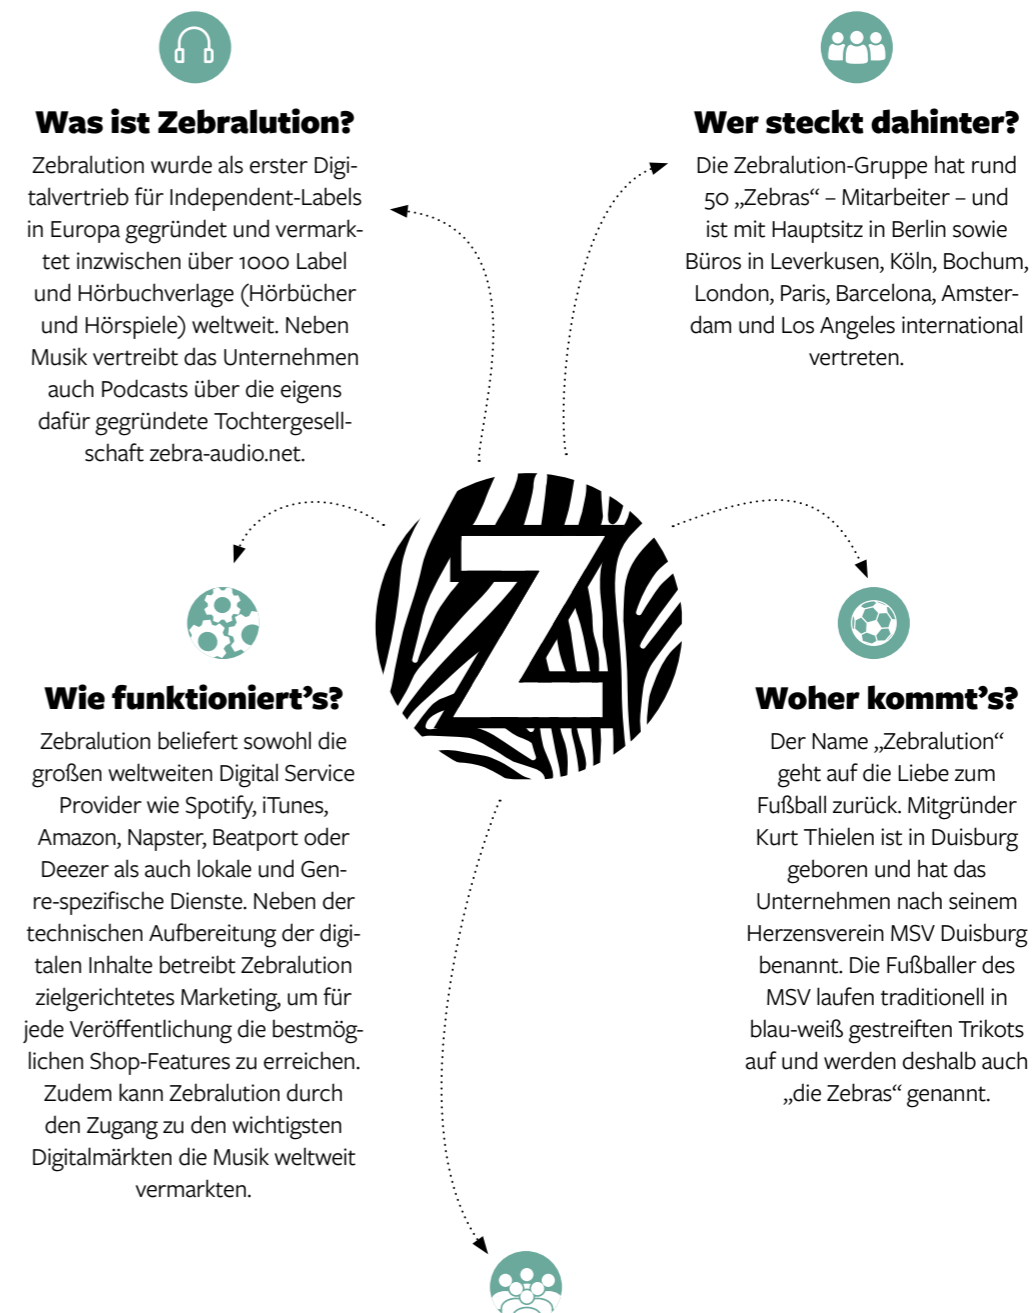 Was ist Zebralution?
Zebralution wurde als erster Digi-
talvertrieb für Independent-Labels
in Europa gegründet und vermark-
tet inzwischen über 1000 Label
und Hörbuchverlage (Hörbücher
und Hörspiele) weltweit. Neben
Musik vertreibt das Unternehmen
auch Podcasts über die eigens
dafür gegründete Tochtergesell-
schaft zebra-audio.net.
Wer steckt dahinter?
Die Zebralution-Gruppe hat rund
50 „Zebras“ – Mitarbeiter – und
ist mit Hauptsitz in Berlin sowie
Büros in Leverkusen, Köln, Bochum,
London, Paris, Barcelona, Amster-
dam und Los Angeles international
vertreten.
Z
Wie funktioniert’s?
Zebralution beliefert sowohl die
großen weltweiten Digital Service
Provider wie Spotify, iTunes,
Amazon, Napster, Beatport oder
Deezer als auch lokale und Gen-
re-spezifische Dienste. Neben der
technischen Aufbereitung der digi-
talen Inhalte betreibt Zebralution
zielgerichtetes Marketing, um für
jede Veröffentlichung die bestmög-
lichen Shop-Features zu erreichen.
Zudem kann Zebralution durch
den Zugang zu den wichtigsten
Digitalmärkten die Musik weltweit
vermarkten.
Woher kommt’s?
Der Name „Zebralution“
geht auf die Liebe zum
Fußball zurück. Mitgründer
Kurt Thielen ist in Duisburg
geboren und hat das
Unternehmen nach seinem
Herzensverein MSV Duisburg
benannt. Die Fußballer des
MSV laufen traditionell in
blau-weiß gestreiften Trikots
auf und werden deshalb auch
„die Zebras“ genannt.